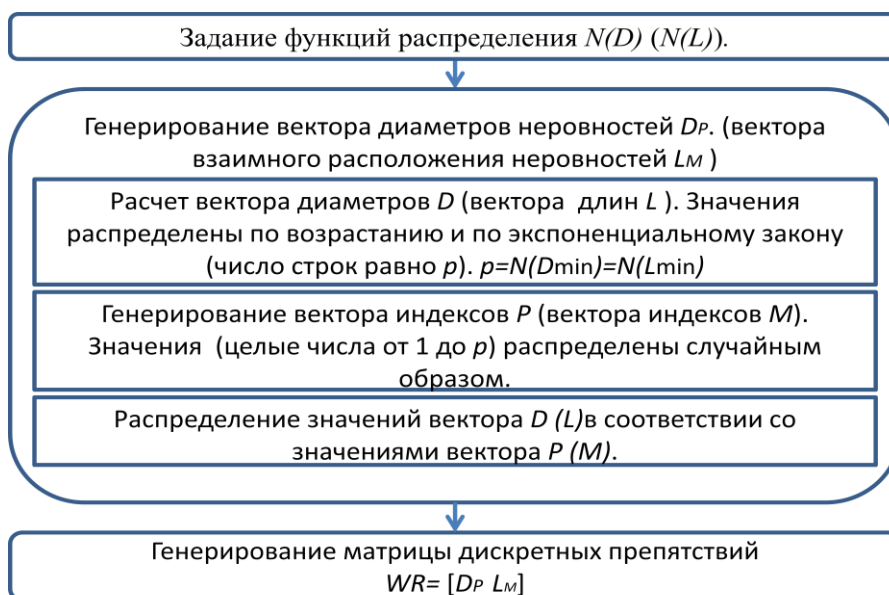 Задание функций распределения N(D) (N(L)).
Генерирование вектора диаметров неровностей DP. (вектора
взаимного расположения неровностей LM )
Расчет вектора диаметров D (вектора длин L ). Значения
распределены по возрастанию и по экспоненциальному закону
(число строк равно p). p=N(Dmin)=N(Lmin)
Генерирование вектора индексов P (вектора индексов M).
Значения (целые числа от 1 до p) распределены случайным
образом.
Распределение значений вектора D (L)в соответствии со
значениями вектора P (M).
Генерирование матрицы дискретных препятствий
WR= [DP LM]